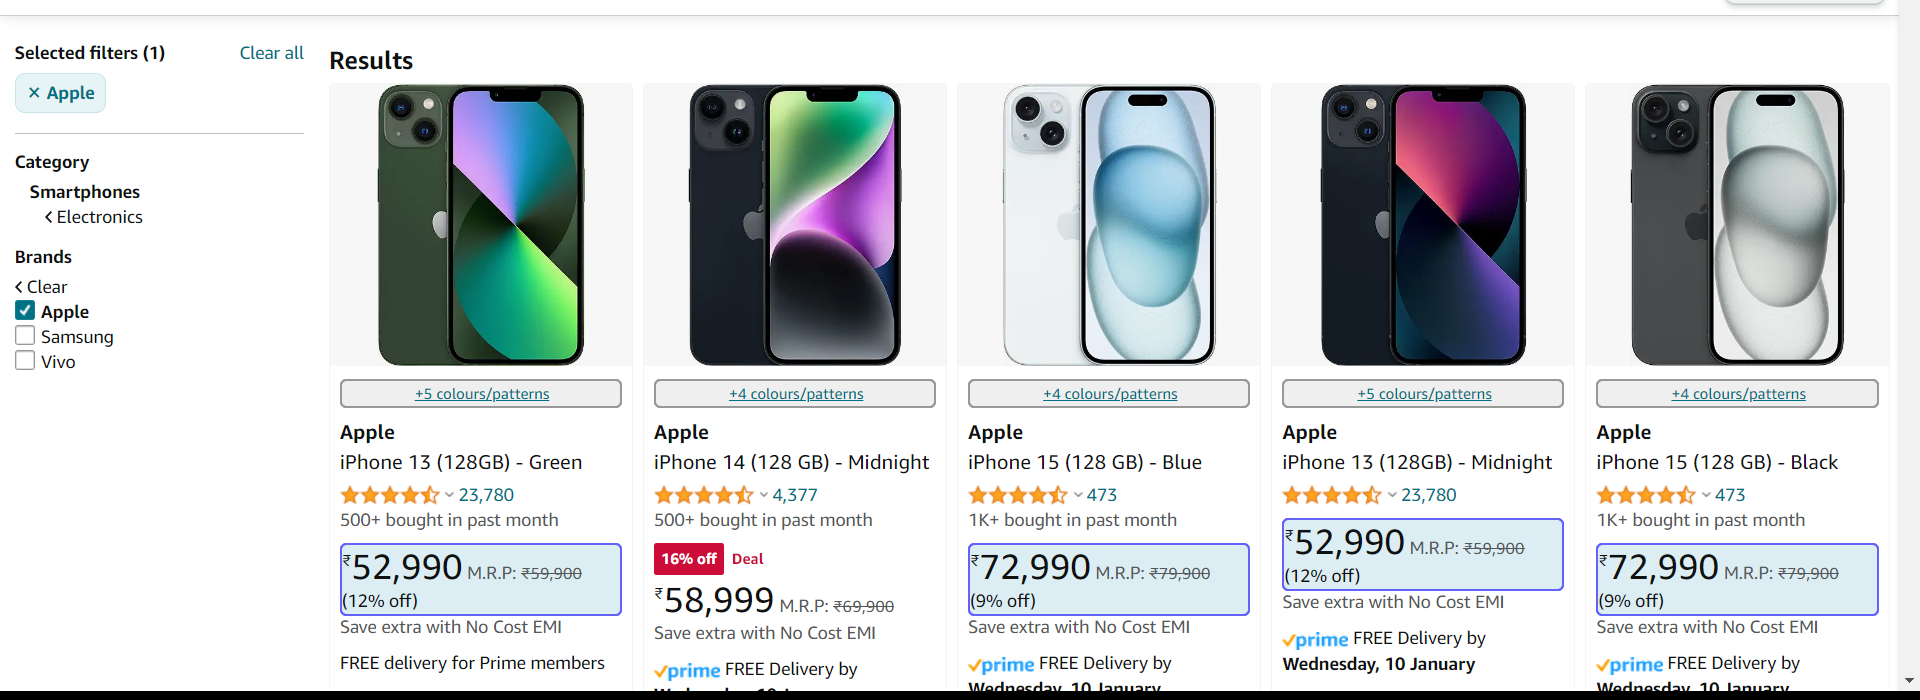 Selected filters (1)
Clear all
× Apple
Category
Smartphones
Electronics
Brands
Clear
Apple
Samsung
Vivo
Results
+5 colours/patterns
Apple
iPhone 13 (128GB) - Green
23,780
500+ bought in past month
₹52,990 M.R.P: ₹59,900
(12% off)
Save extra with No Cost EMI
FREE delivery for Prime members
+4 colours/patterns
Apple
iPhone 14 (128 GB) - Midnight
4,377
500+ bought in past month
16% off Deal
₹58,999 M.R.P: ₹69,900
Save extra with No Cost EMI
prime FREE Delivery by
+4 colours/patterns
Apple
iPhone 15 (128 GB) - Blue
473
1K+ bought in past month
₹72,990 M.R.P: ₹79,900
(9% off)
Save extra with No Cost EMI
prime FREE Delivery by
Wednesday, 10 January
+5 colours/patterns
Apple
iPhone 13 (128GB) - Midnight
23,780
₹52,990 M.R.P: ₹59,900
(12% off)
Save extra with No Cost EMI
prime FREE Delivery by
Wednesday, 10 January
+4 colours/patterns
Apple
iPhone 15 (128 GB) - Black
473
1K+ bought in past month
₹72,990 M.R.P: ₹79,900
(9% off)
Save extra with No Cost EMI
prime FREE Delivery by
Wednesday, 10 January